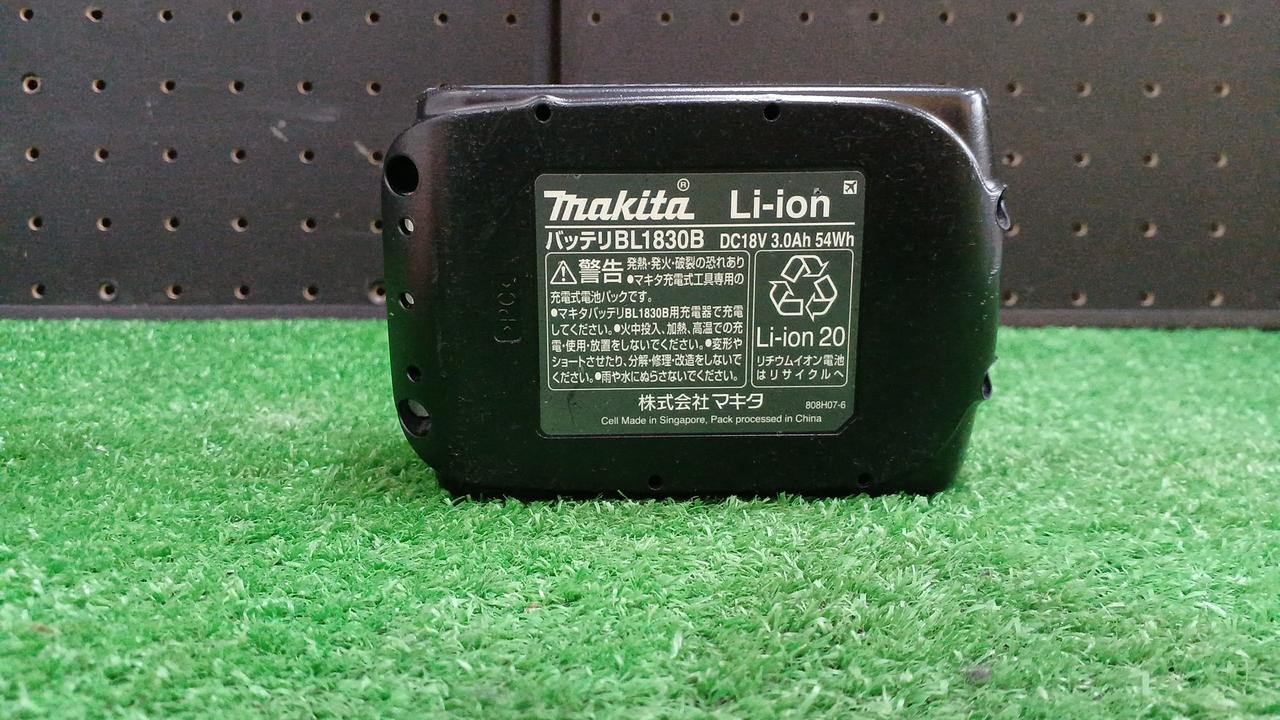 makita® Li-ion
バッテリBL1830B DC18V 3.0Ah 54Wh
警告 発熱・発火・破裂の恐れあり
●マキタ充電式工具専用の
充電式電池パックです。
●マキタバッテリBL1830B用充電器で充電
してください。●火中投入、加熱、高温での充
電・使用・放置をしないでください。●変形や
ショートさせたり、分解・修理・改造をしないで
ください。●雨や水にぬらさないでください。
Li-ion 20
リチウムイオン電池
はリサイクルへ
株式会社マキタ 808H07-6
Cell Made in Singapore, Pack processed in China